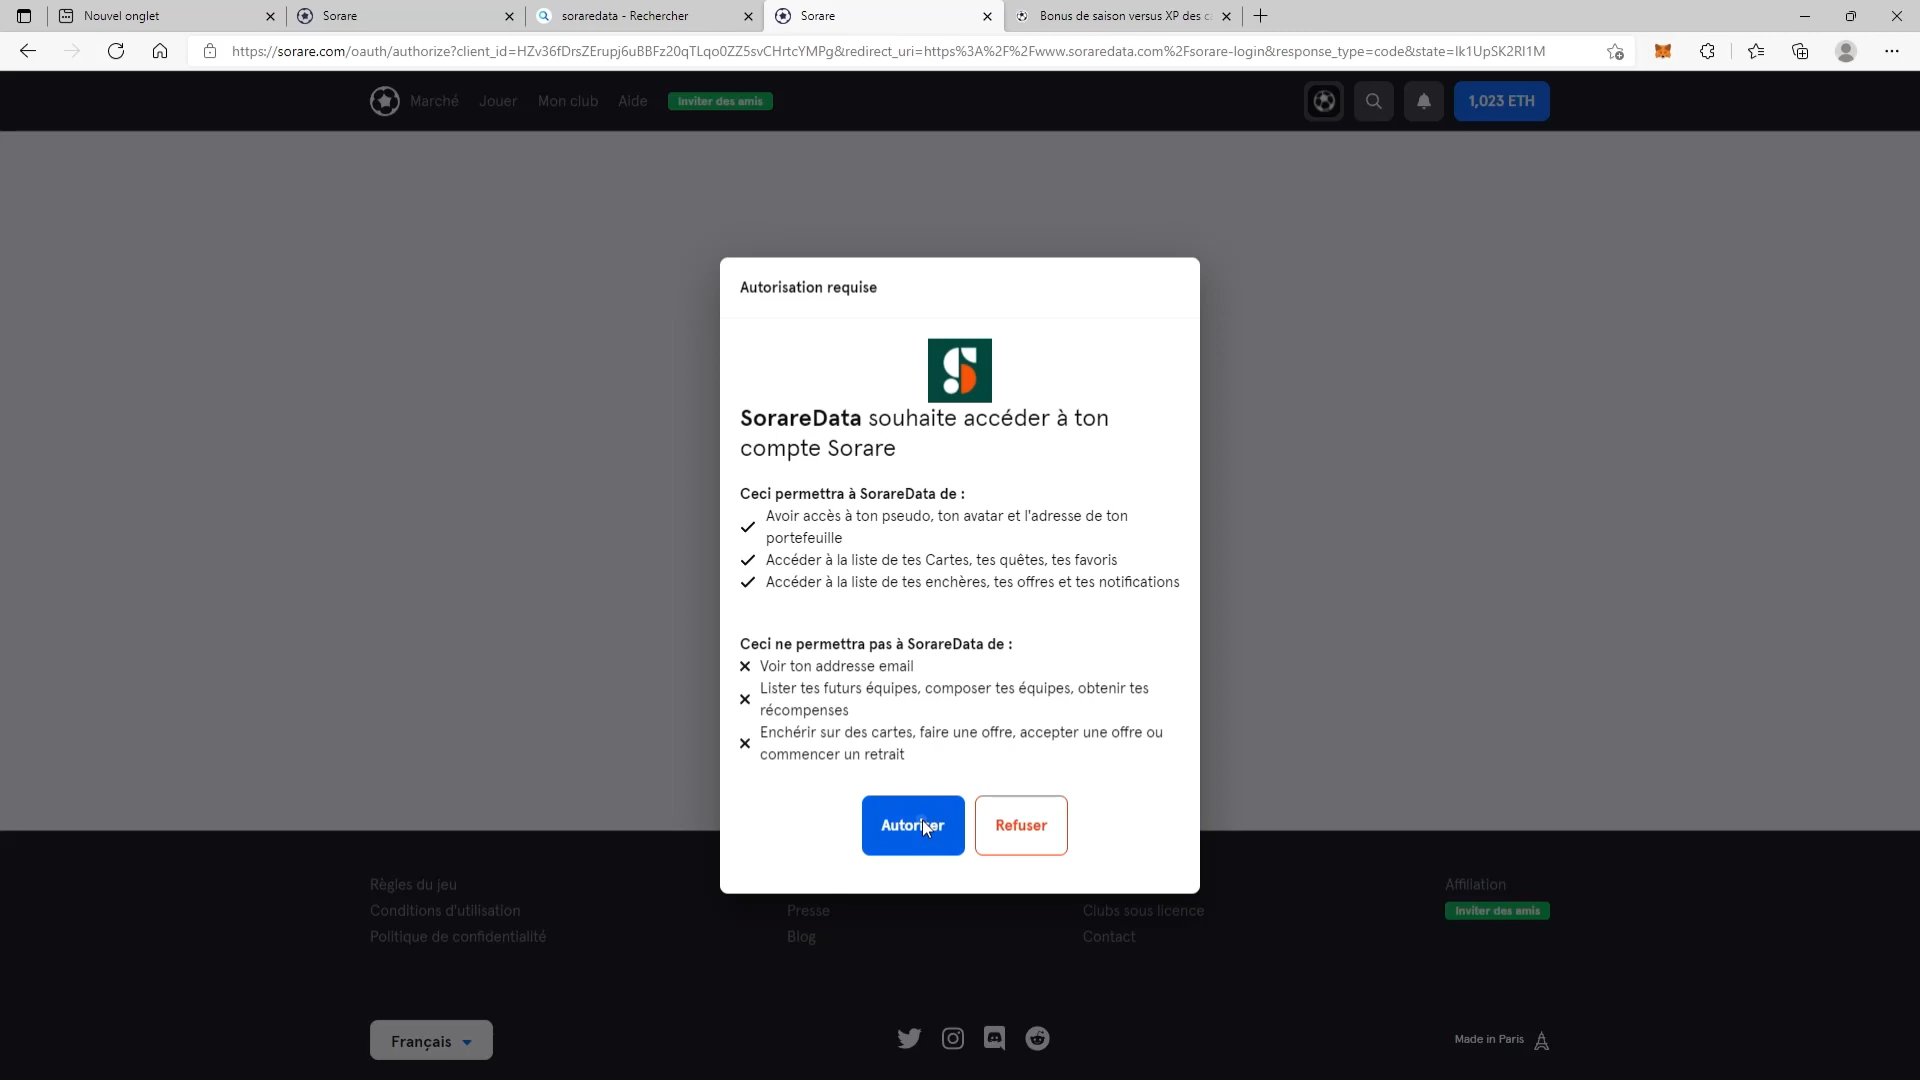 Nouvel onglet
Sorare
soraredata - Rechercher
Sorare
Bonus de saison versus XP des c
https://sorare.com/oauth/authorize?client_id=HZv36fDrsZErupj6uBBFz20qTLqo0ZZ5svCHrtcYMPg&redirect_uri=https%3A%2F%2Fwww.soraredata.com%2Fsorare-login&response_type=code&state=Ik1UpSK2RI1M
Marché
Jouer
Mon club
Aide
Inviter des amis
1,023 ETH
Autorisation requise
SorareData souhaite accéder à ton
compte Sorare
Ceci permettra à SorareData de :
Avoir accès à ton pseudo, ton avatar et l'adresse de ton
portefeuille
Accéder à la liste de tes Cartes, tes quêtes, tes favoris
Accéder à la liste de tes enchères, tes offres et tes notifications
Ceci ne permettra pas à SorareData de :
Voir ton addresse email
Lister tes futurs équipes, composer tes équipes, obtenir tes
récompenses
Enchérir sur des cartes, faire une offre, accepter une offre ou
commencer un retrait
Autoriser
Refuser
Règles du jeu
Conditions d'utilisation
Politique de confidentialité
Presse
Blog
Clubs sous licence
Contact
Affiliation
Inviter des amis
Français
Made in Paris